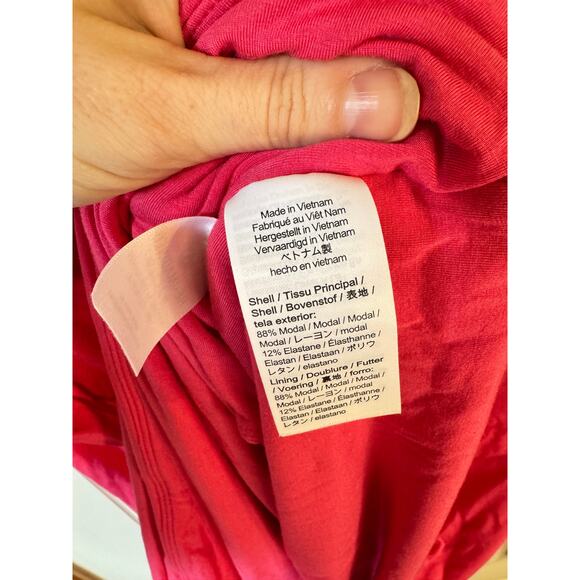 Made in Vietnam
Fabriqué au Viêt Nam
Hergestellt in Vietnam
Vervaardigd in Vietnam
ベトナム製
hecho en vietnam
Shell / Tissu Principal /
Shell / Bovenstof / 表地 /
tela exterior:
88% Modal / Modal / Modal /
Modal / レーヨン / modal
12% Elastane / Élasthanne /
Elastan / Elastaan / ポリウ
レタン / elastano
Lining / Doublure / Futter
/ Voering / 裏地 / forro:
88% Modal / Modal / Modal /
Modal / レーヨン / modal
12% Elastane / Élasthanne /
Elastan / Elastaan / ポリウ
レタン / elastano